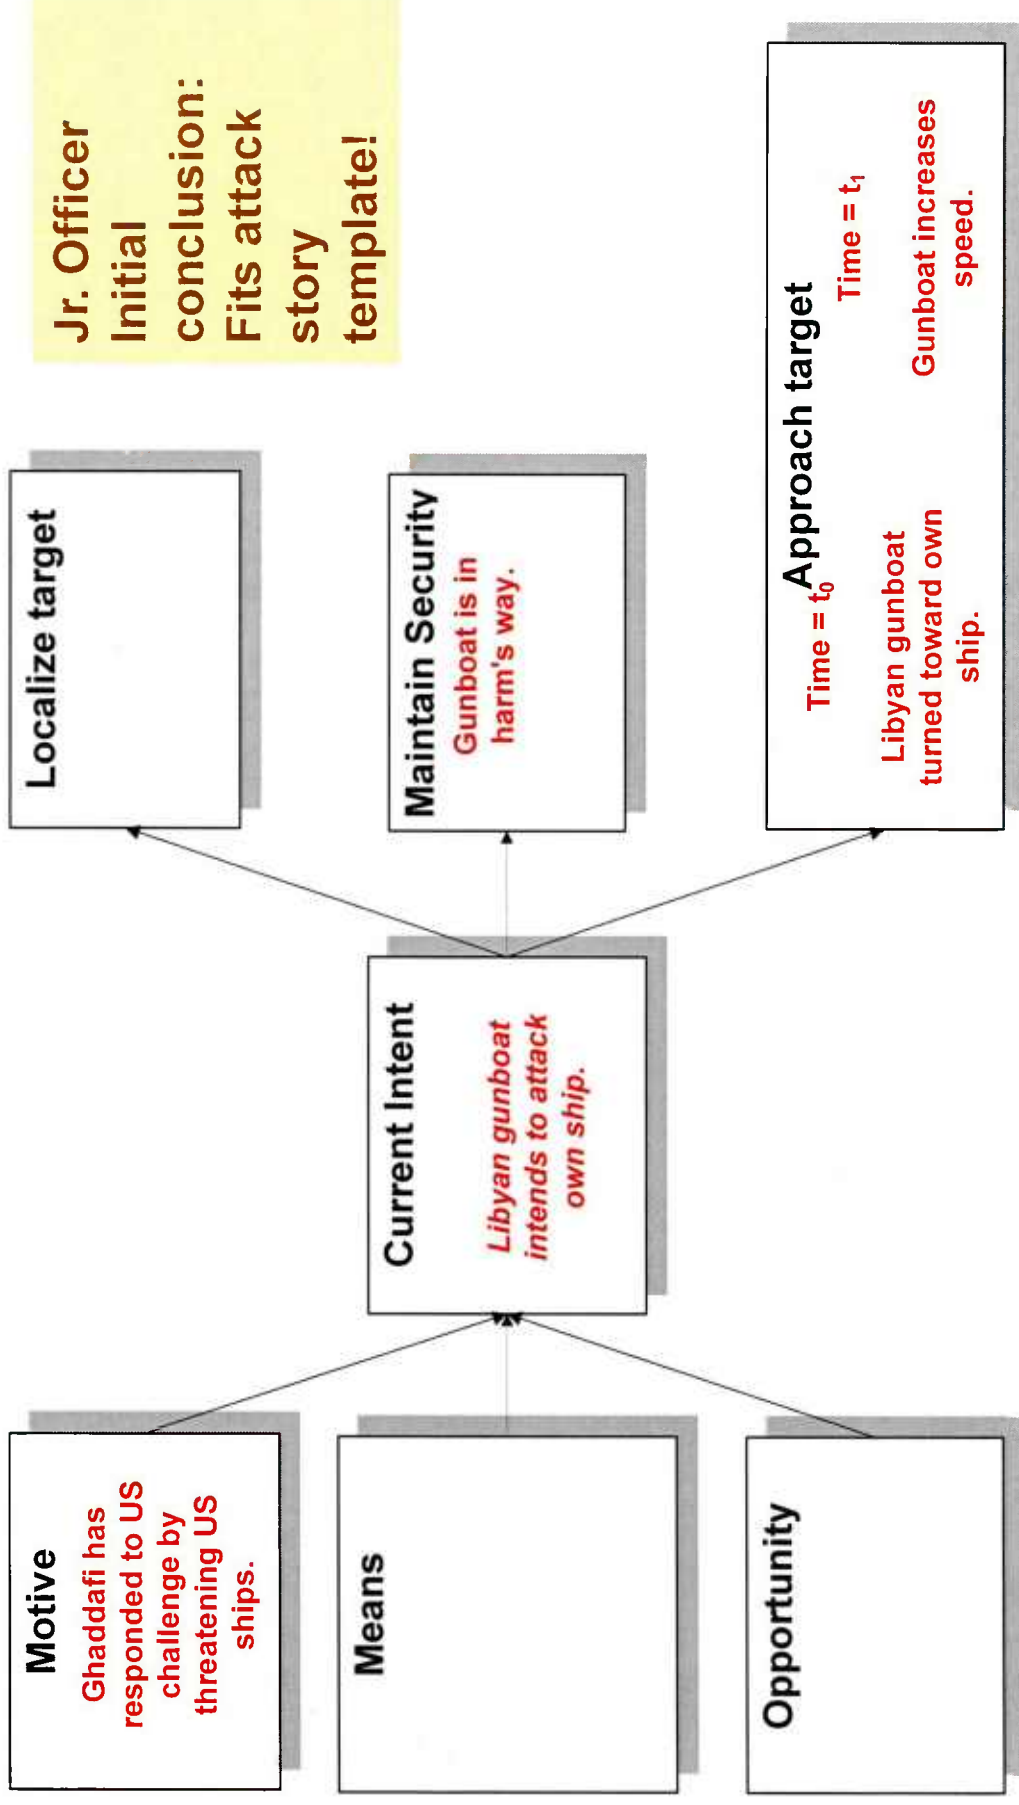 Motive
Ghaddafi has
responded to US
challenge by
threatening US
ships.
Means
Opportunity
Current Intent
Libyan gunboat
intends to attack
own ship.
Localize target
Maintain Security
Gunboat is in
harm's way.
Approach target
Time = t₀
Libyan gunboat
turned toward own
ship.
Time = t₁
Gunboat increases
speed.
Jr. Officer
Initial
conclusion:
Fits attack
story
template!